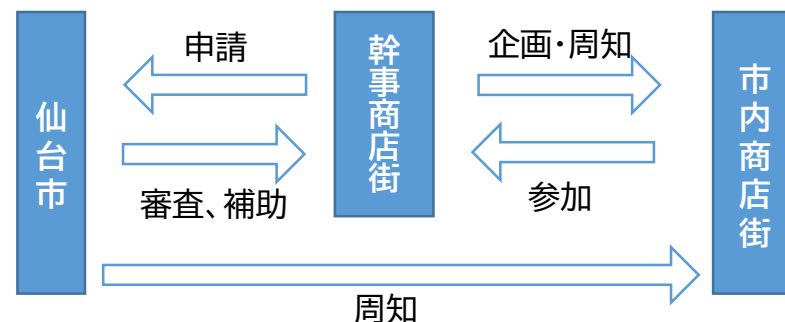 申請
企画・周知
仙台市
幹事商店街
市内商店街
審査、補助
参加
周知